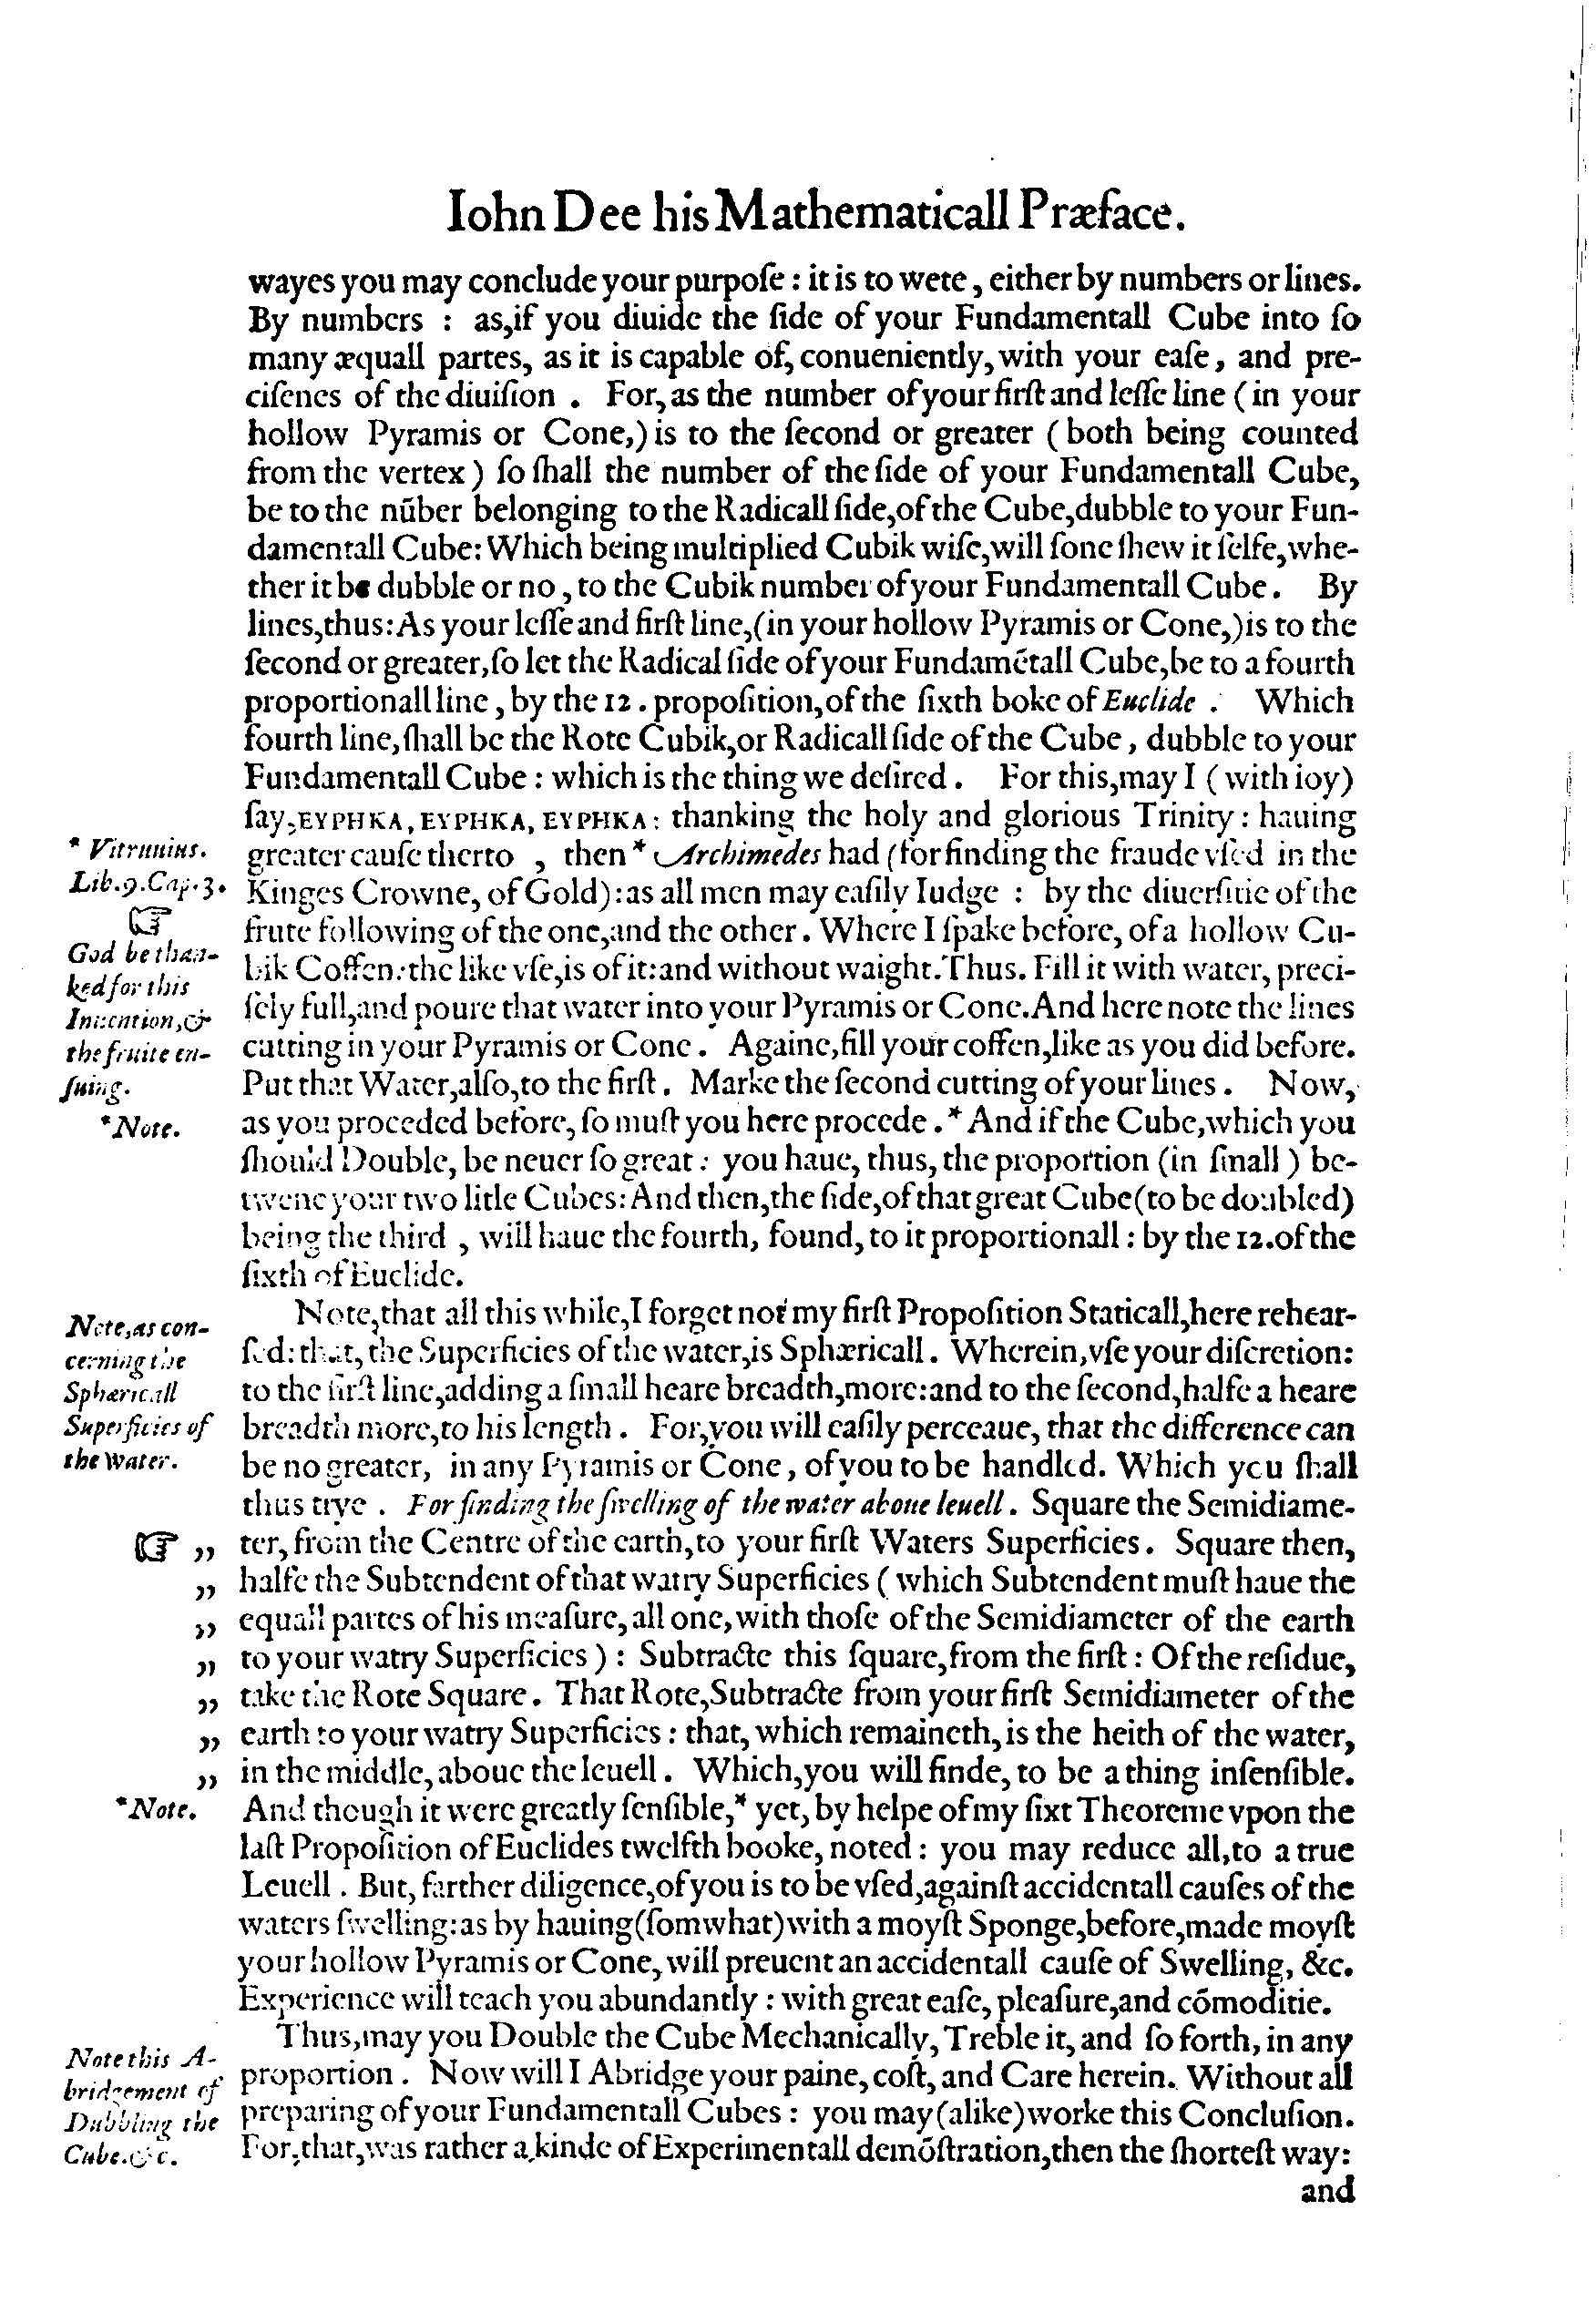 Iohn Dee his Mathematicall Præface.
wayes you may conclude your purpoſe : it is to wete , either by numbers or lines.
By numbers : as,if you diuide the ſide of your Fundamentall Cube into ſo
many æquall partes, as it is capable of, conueniently, with your eaſe , and pre-
ciſenes of the diuiſion . For, as the number of your firſt and leſſe line ( in your
hollow Pyramis or Cone,) is to the ſecond or greater ( both being counted
from the vertex ) ſo ſhall the number of the ſide of your Fundamentall Cube,
be to the nūber belonging to the Radicall ſide,of the Cube,dubble to your Fun-
damentall Cube: Which being multiplied Cubik wiſe,will ſone ſhew it ſelfe,whe-
ther it be dubble or no , to the Cubik number of your Fundamentall Cube . By
lines,thus: As your leſſe and firſt line,(in your hollow Pyramis or Cone,)is to the
ſecond or greater,ſo let the Radical ſide of your Fundamētall Cube,be to a fourth
proportionall line , by the 12 . propoſition,of the ſixth boke of Euclide . Which
fourth line,ſhall be the Rote Cubik,or Radicall ſide of the Cube , dubble to your
Fundamentall Cube : which is the thing we deſired . For this,may I ( with ioy)
ſay,ΕΥΡΗΚΑ, ΕΥΡΗΚΑ, ΕΥΡΗΚΑ : thanking the holy and glorious Trinity : hauing
* Vitruuius. greater cauſe therto , then * Archimedes had (for finding the fraude vſed in the
Lib.9.Cap.3. Kinges Crowne, of Gold): as all men may eaſily Iudge : by the diuerſitie of the
☞ frute following of the one,and the other . Where I ſpake before, of a hollow Cu-
God be than- bik Coffen: the like vſe,is of it: and without waight. Thus. Fill it with water, preci-
ked for this ſely full,and poure that water into your Pyramis or Cone. And here note the lines
Inuention,& cutting in your Pyramis or Cone . Againe,fill your coffen,like as you did before.
the fruite en-
ſuing. Put that Water,alſo,to the firſt . Marke the ſecond cutting of your lines . Now,
*Note. as you proceded before, ſo muſt you here procede . * And if the Cube,which you
ſhould Double, be neuer ſo great : you haue, thus, the proportion (in ſmall ) be-
twene your two litle Cubes: And then,the ſide,of that great Cube(to be doubled)
being the third , will haue the fourth, found, to it proportionall : by the 12.of the
ſixth of Euclide.
Note,as con- Note,that all this while,I forget not my firſt Propoſition Staticall,here rehear-
cerning the ſed: that, the Superficies of the water,is Sphæricall . Wherein,vſe your diſcretion:
Sphæricall to the firſt line,adding a ſmall heare breadth,more: and to the ſecond,halfe a heare
Superficies of breadth more,to his length . For,you will eaſily perceaue, that the difference can
the Water. be no greater, in any Pyramis or Cone , of you to be handled. Which you ſhall
thus trye . For finding the ſwelling of the water aboue leuell . Square the Semidiame-
☞ „ ter, from the Centre of the earth,to your firſt Waters Superficies . Square then,
„ halfe the Subtendent of that watry Superficies ( which Subtendent muſt haue the
„ equall partes of his meaſure, all one, with thoſe of the Semidiameter of the earth
„ to your watry Superficies ) : Subtracte this ſquare,from the firſt : Of the reſidue,
„ take the Rote Square . That Rote,Subtracte from your firſt Semidiameter of the
„ earth to your watry Superficies : that, which remaineth, is the heith of the water,
„ in the middle, aboue the leuell . Which,you will finde, to be a thing inſenſible.
*Note. And though it were greatly ſenſible,* yet, by helpe of my ſixt Theoreme vpon the
laſt Propoſition of Euclides twelfth booke, noted : you may reduce all,to a true
Leuell . But, farther diligence,of you is to be vſed,againſt accidentall cauſes of the
waters ſwelling: as by hauing(ſomwhat)with a moyſt Sponge,before,made moyſt
your hollow Pyramis or Cone, will preuent an accidentall cauſe of Swelling, &c.
Experience will teach you abundantly : with great eaſe, pleaſure,and cōmoditie.
Thus,may you Double the Cube Mechanically, Treble it, and ſo forth, in any
Note this A- proportion . Now will I Abridge your paine, coſt, and Care herein . Without all
bridgement of preparing of your Fundamentall Cubes : you may (alike) worke this Concluſion.
Dubbling the
Cube.&c. For,that,was rather a kinde of Experimentall demōſtration,then the ſhorteſt way:
and